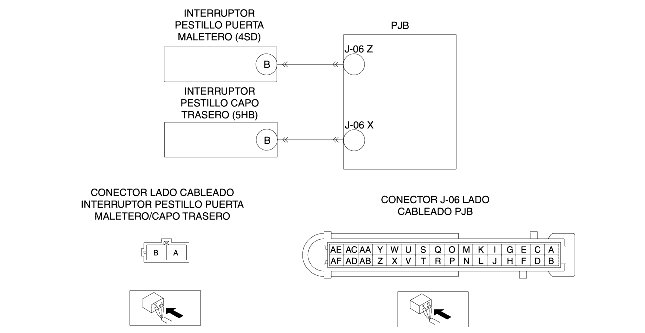 INTERRUPTOR
PESTILLO PUERTA
MALETERO (4SD)
PJB
J-06 Z
B
INTERRUPTOR
PESTILLO CAPO
TRASERO (5HB)
J-06 X
B
CONECTOR LADO CABLEADO
INTERRUPTOR PESTILLO PUERTA
MALETERO/CAPO TRASERO
CONECTOR J-06 LADO
CABLEADO PJB
B A
AE AC AA Y W U S Q O M K I G E C A
AF AD AB Z X V T R P N L J H F D B